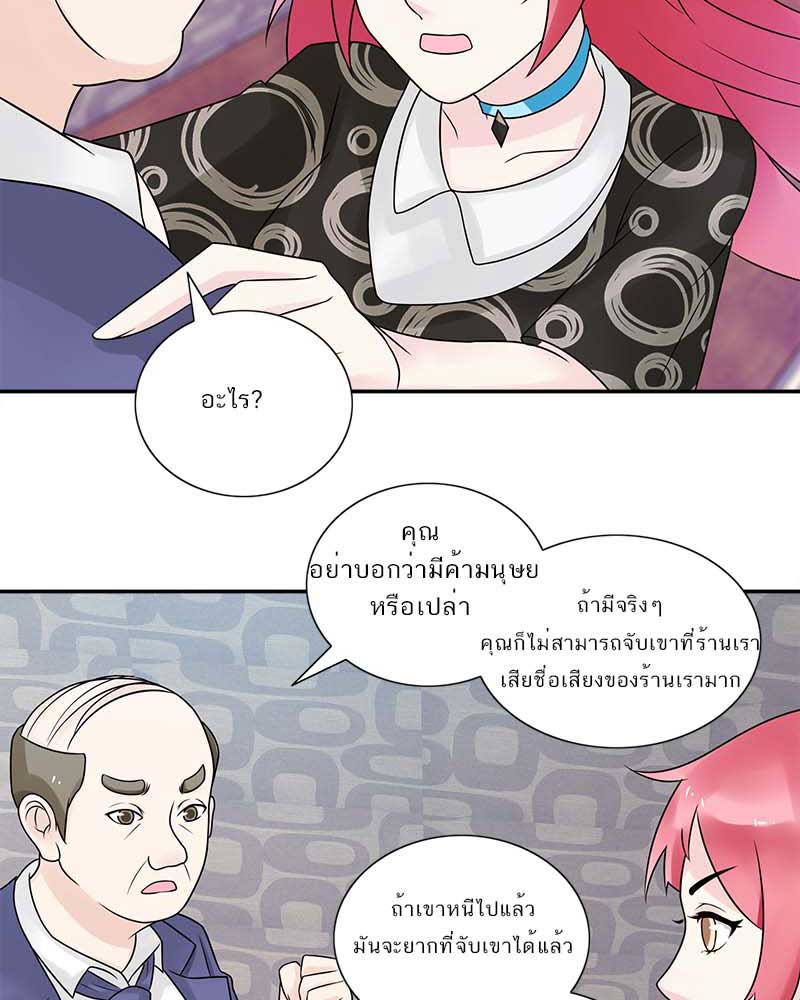 อะไร?
คุณ
อย่าบอกว่ามีค้ามนุษย
หรือเปล่า
ถ้ามีจริงๆ
คุณก็ไม่สามารถจับเขาที่ร้านเรา
เสียชื่อเสียงของร้านเรามาก
ถ้าเขาหนีไปแล้ว
มันจะยากที่จับเขาได้แล้ว